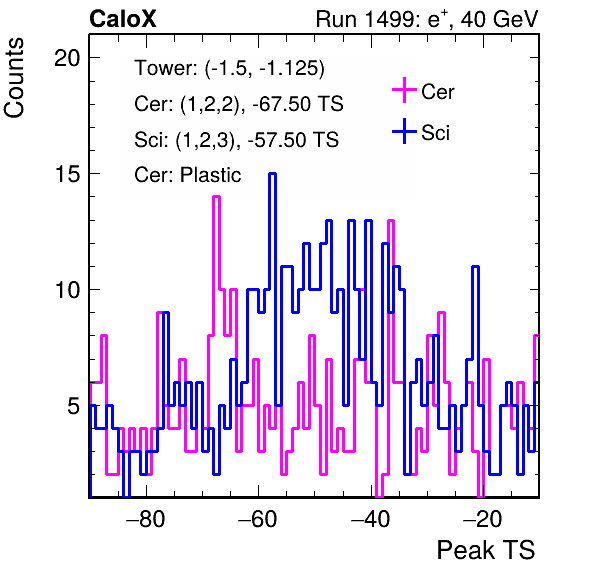 CaloX
Run 1499: e+, 40 GeV
Counts
Tower: (-1.5, -1.125)
Cer: (1,2,2), -67.50 TS
Sci: (1,2,3), -57.50 TS
Cer: Plastic
Cer
Sci
20
15
10
5
−80
−60
−40
−20
Peak TS